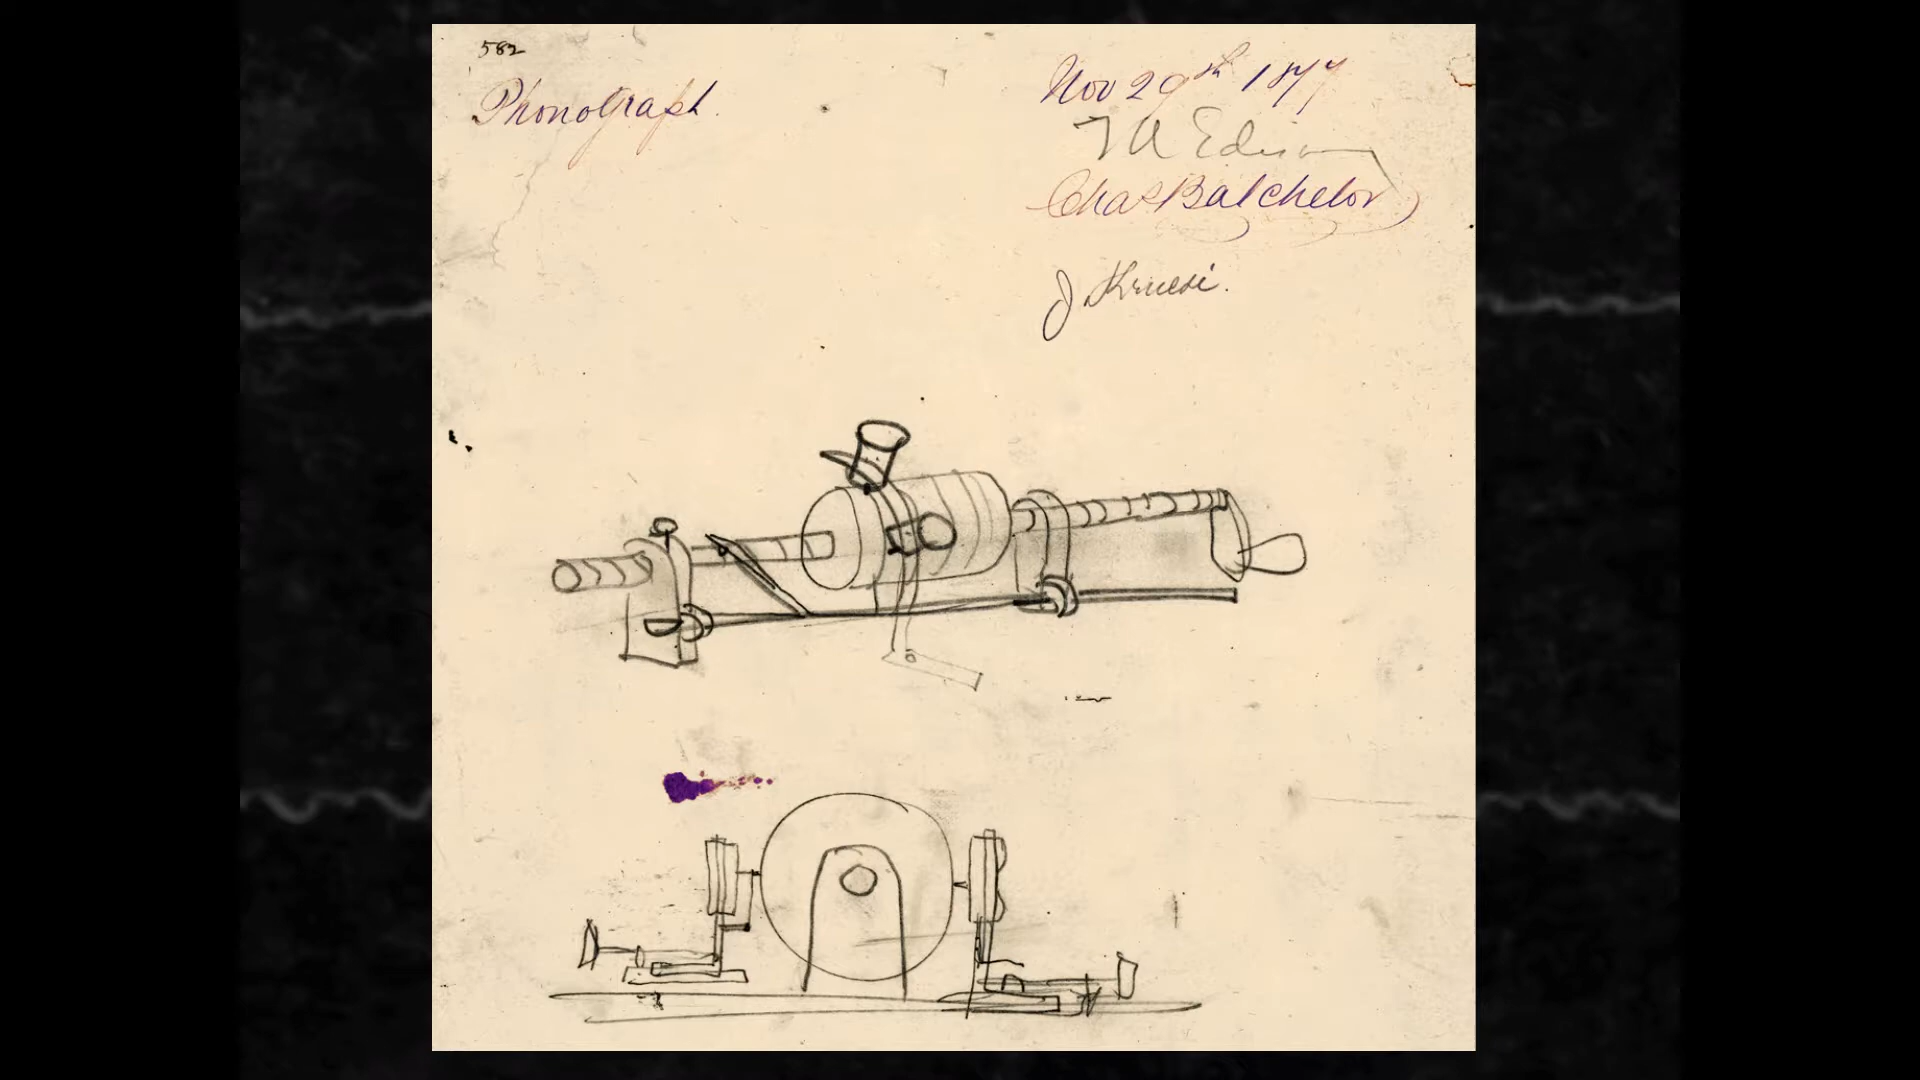 582
Phonograph.
Nov 29th 1877
T A Edison
Chas Batchelor
J Kruesi.